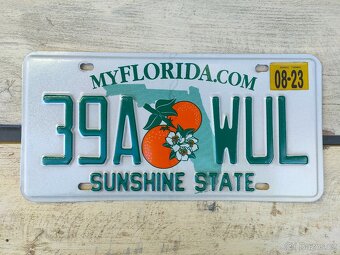 MYFLORIDA.COM
08-23
39A WUL
SUNSHINE STATE